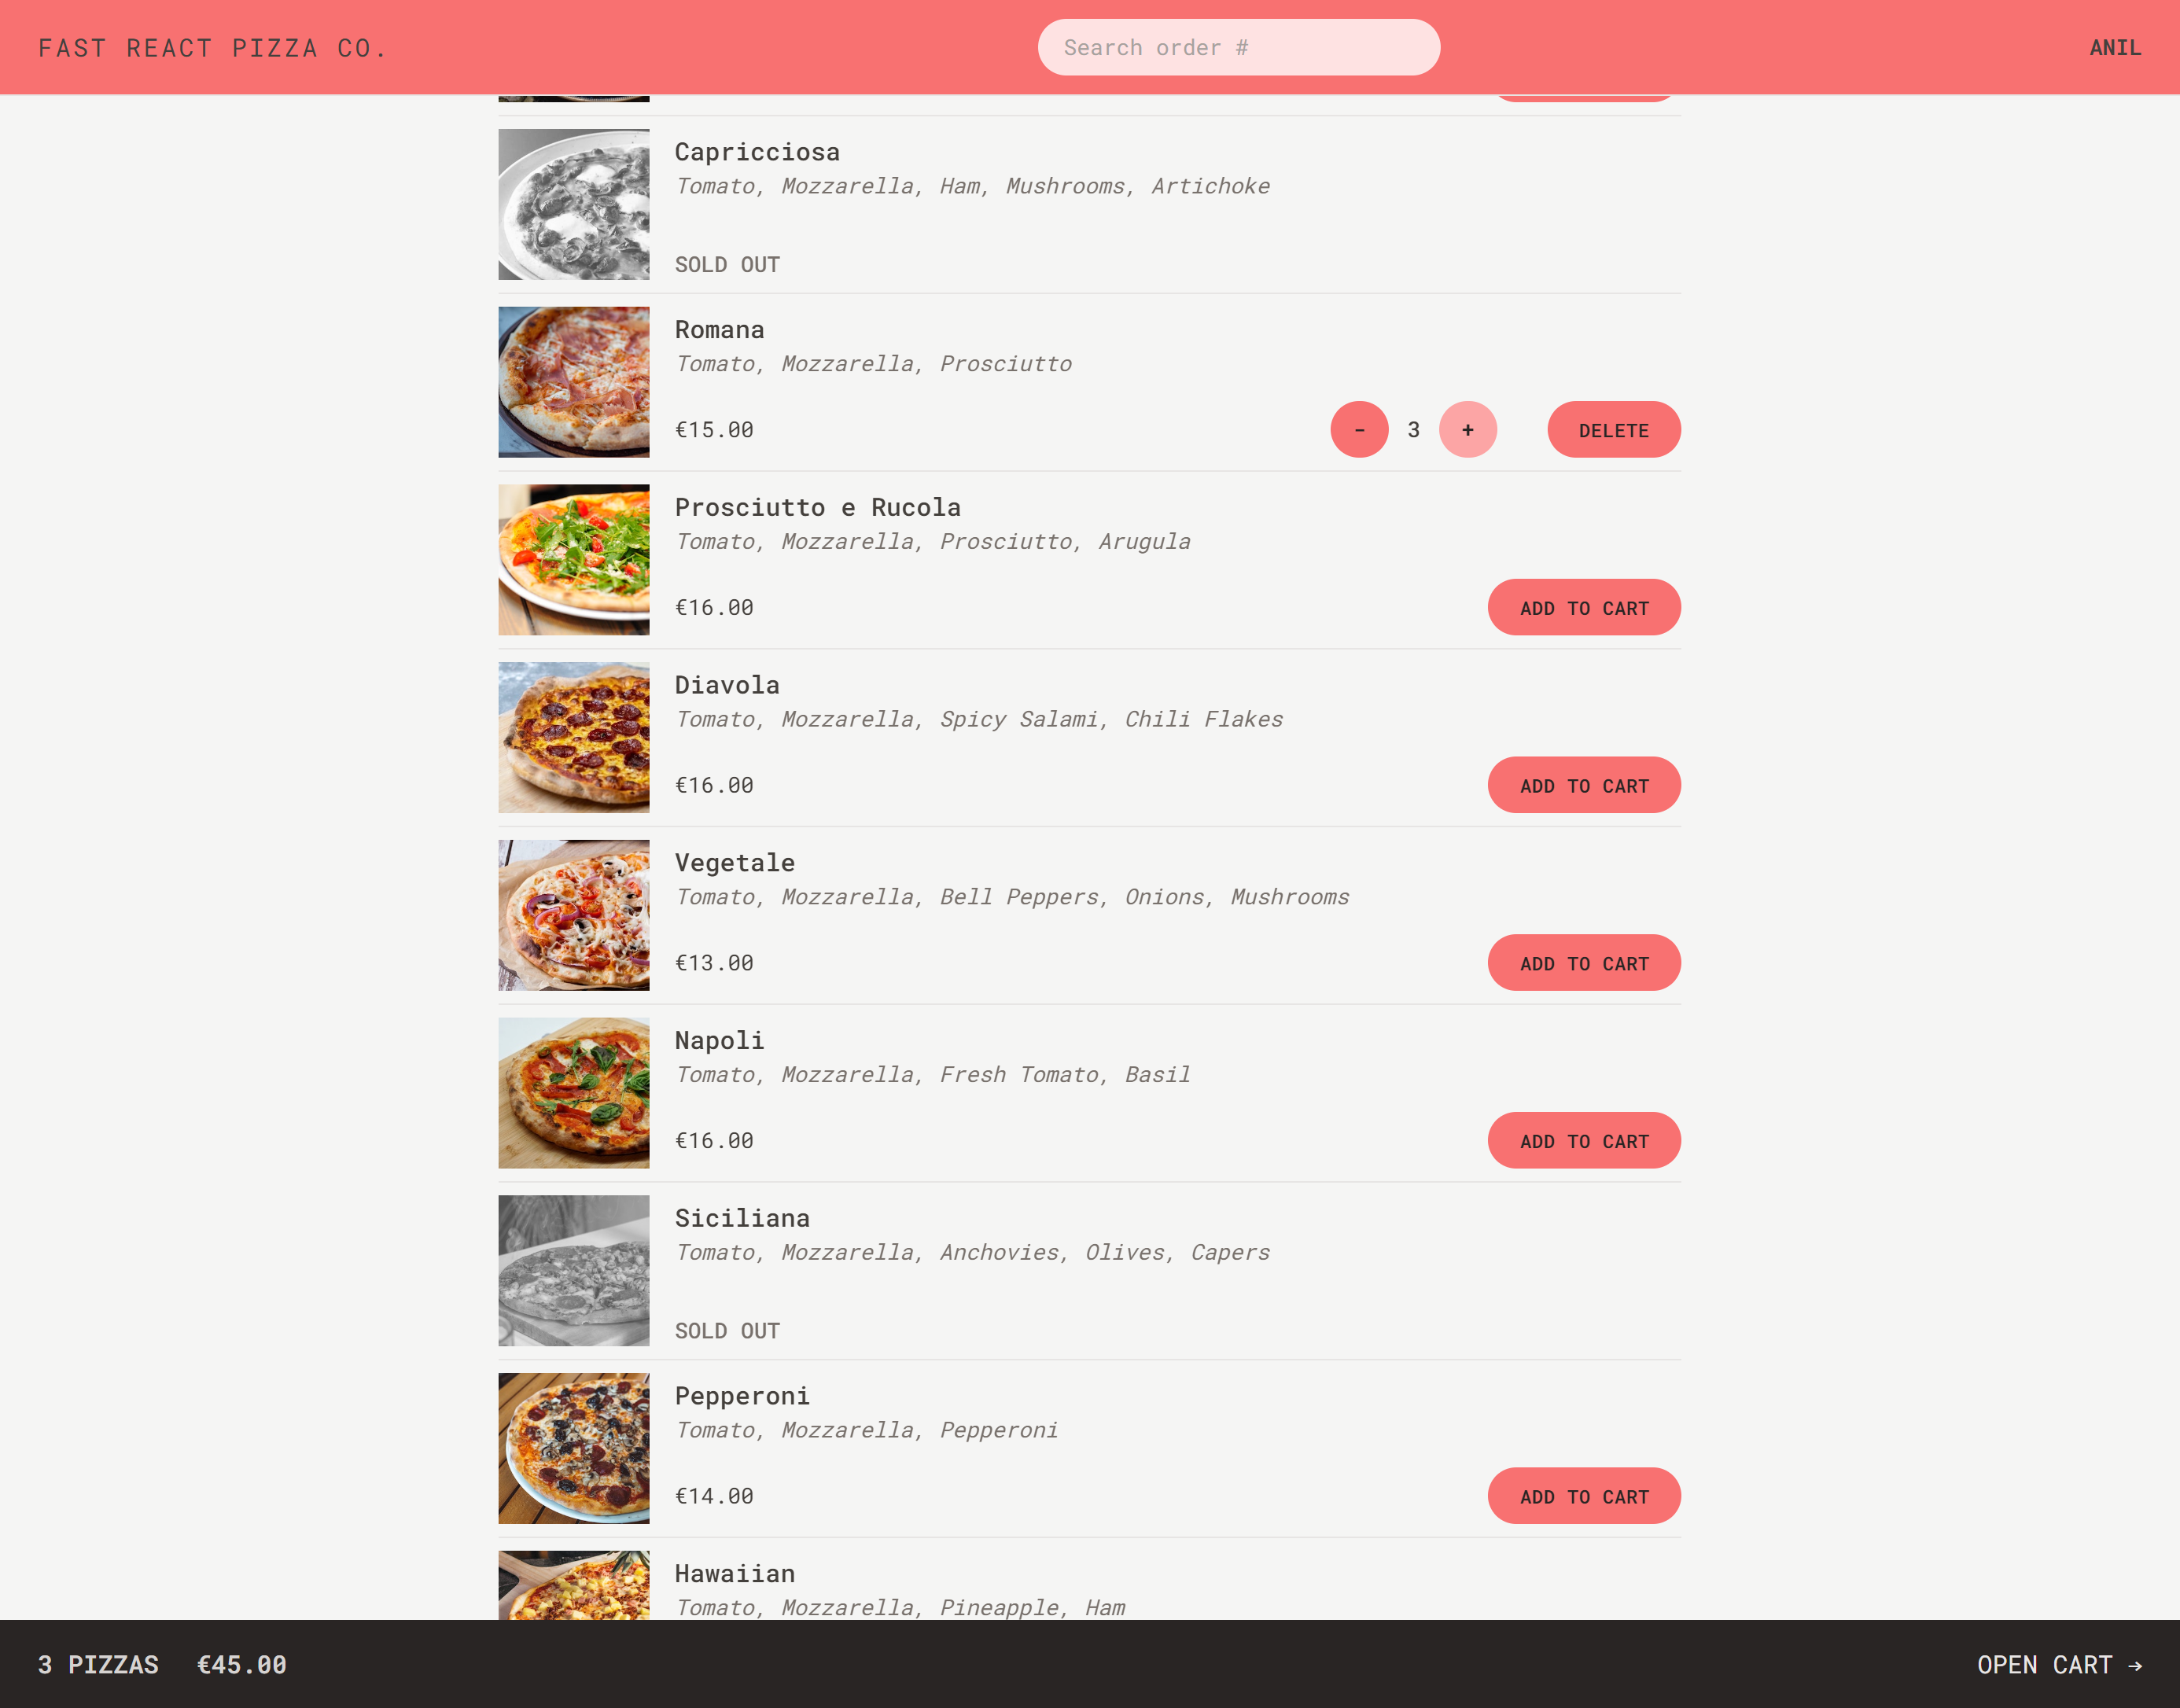 FAST REACT PIZZA CO.
Search order #
ANIL
Capricciosa
Tomato, Mozzarella, Ham, Mushrooms, Artichoke
SOLD OUT
Romana
Tomato, Mozzarella, Prosciutto
€15.00
- 3 +
DELETE
Prosciutto e Rucola
Tomato, Mozzarella, Prosciutto, Arugula
€16.00
ADD TO CART
Diavola
Tomato, Mozzarella, Spicy Salami, Chili Flakes
€16.00
ADD TO CART
Vegetale
Tomato, Mozzarella, Bell Peppers, Onions, Mushrooms
€13.00
ADD TO CART
Napoli
Tomato, Mozzarella, Fresh Tomato, Basil
€16.00
ADD TO CART
Siciliana
Tomato, Mozzarella, Anchovies, Olives, Capers
SOLD OUT
Pepperoni
Tomato, Mozzarella, Pepperoni
€14.00
ADD TO CART
Hawaiian
Tomato, Mozzarella, Pineapple, Ham
3 PIZZAS €45.00
OPEN CART →